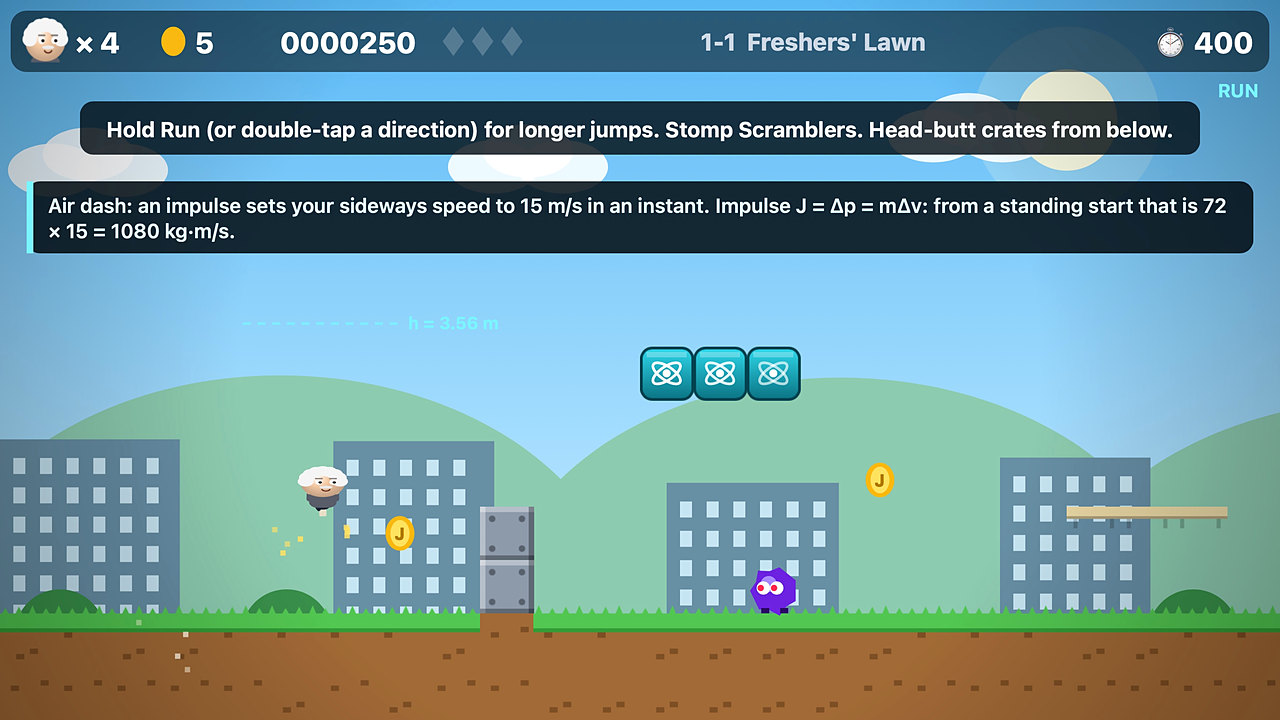 × 4
5
0000250
1-1 Freshers' Lawn
400
RUN
Hold Run (or double-tap a direction) for longer jumps. Stomp Scramblers. Head-butt crates from below.
Air dash: an impulse sets your sideways speed to 15 m/s in an instant. Impulse J = Δp = mΔv: from a standing start that is 72
× 15 = 1080 kg·m/s.
h = 3.56 m
J
J